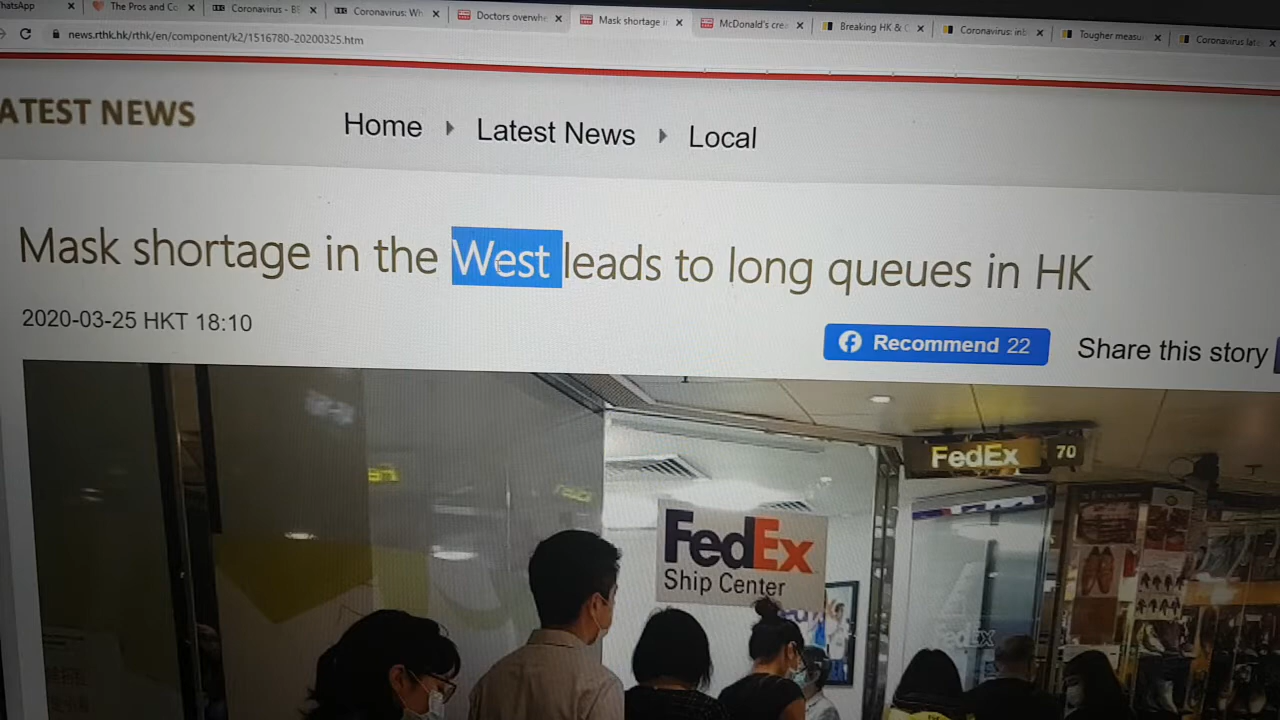 hatsApp
The Pros and Co
Coronavirus - B
Coronavirus: Wh
Doctors overwhe
Mask shortage i
McDonald's cre
Breaking HK & C
Coronavirus: inb
Tougher measu
Coronavirus late
news.rthk.hk/rthk/en/component/k2/1516780-20200325.htm
ATEST NEWS
Home
Latest News
Local
Mask shortage in the West leads to long queues in HK
2020-03-25 HKT 18:10
Recommend 22
Share this story
FedEx 70
FedEx
Ship Center
FedEx